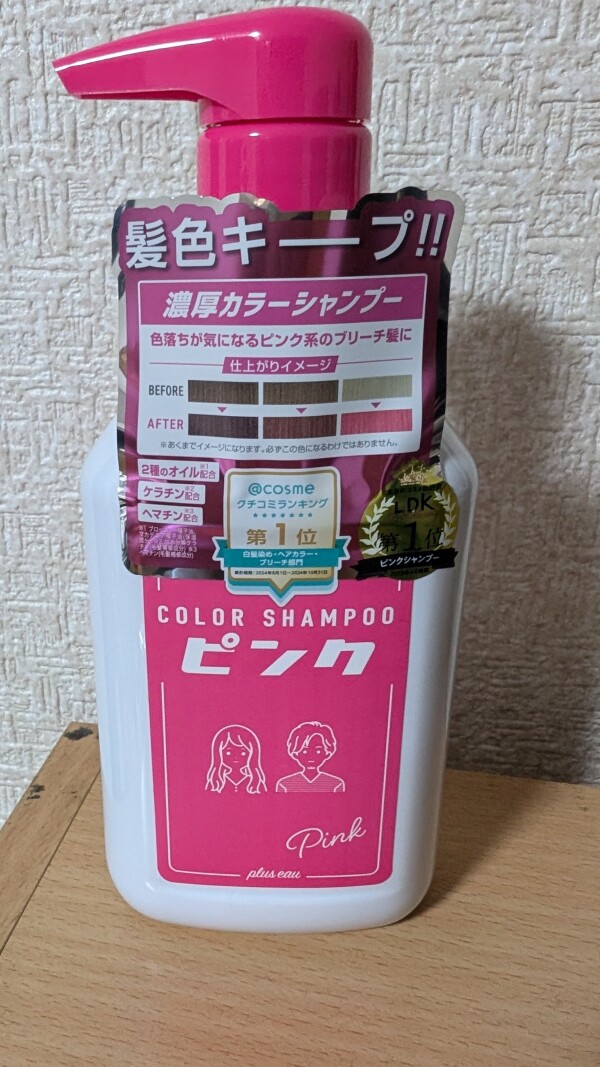 髪色キープ!!
濃厚カラーシャンプー
色落ちが気になるピンク系のブリーチ髪に
仕上がりイメージ
BEFORE
AFTER
※あくまでイメージになります。必ずこの色になるわけではありません。
2種のオイル※1配合
ケラチン※2配合
ヘマチン※3配合
@cosme
クチコミランキング
第1位
白髪染め・ヘアカラー・
ブリーチ部門
LDK
第1位
ピンクシャンプー
COLOR SHAMPOO
ピンク
Pink
plus eau